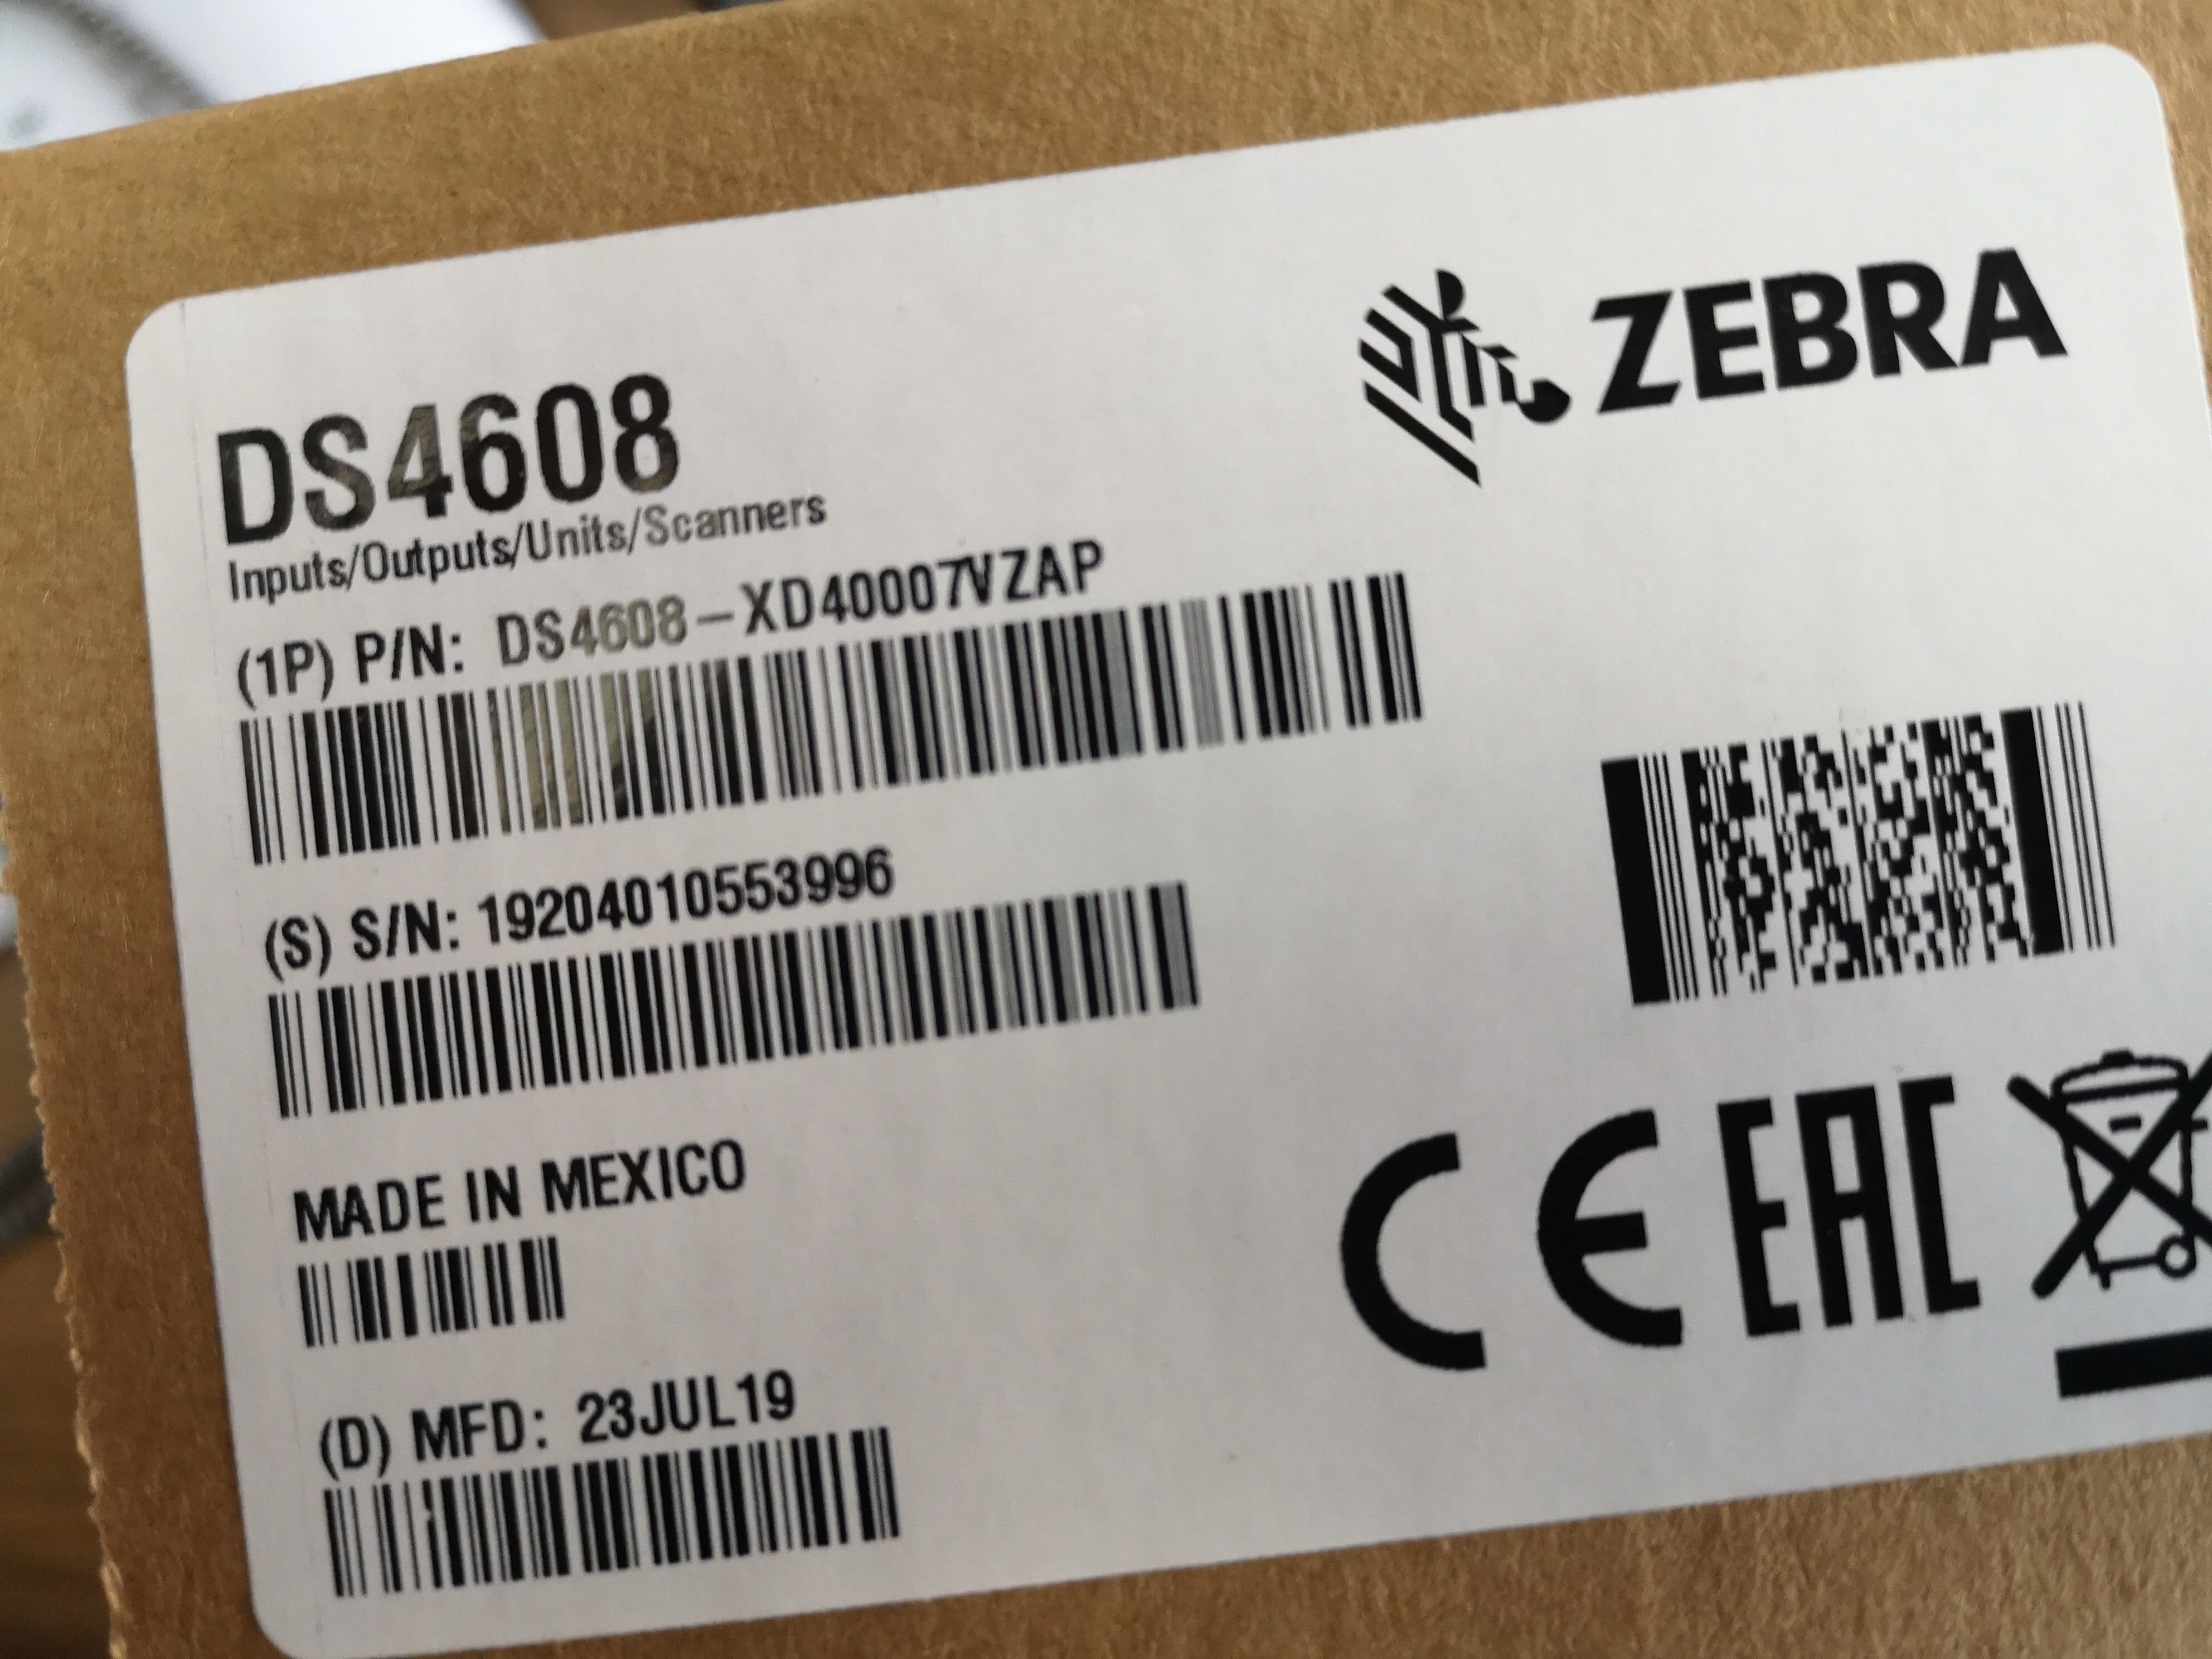 ZEBRA
DS4608
Inputs/Outputs/Units/Scanners
(1P) P/N: DS4608-XD40007VZAP
(S) S/N: 19204010553996
MADE IN MEXICO
(D) MFD: 23JUL19
CE EAC